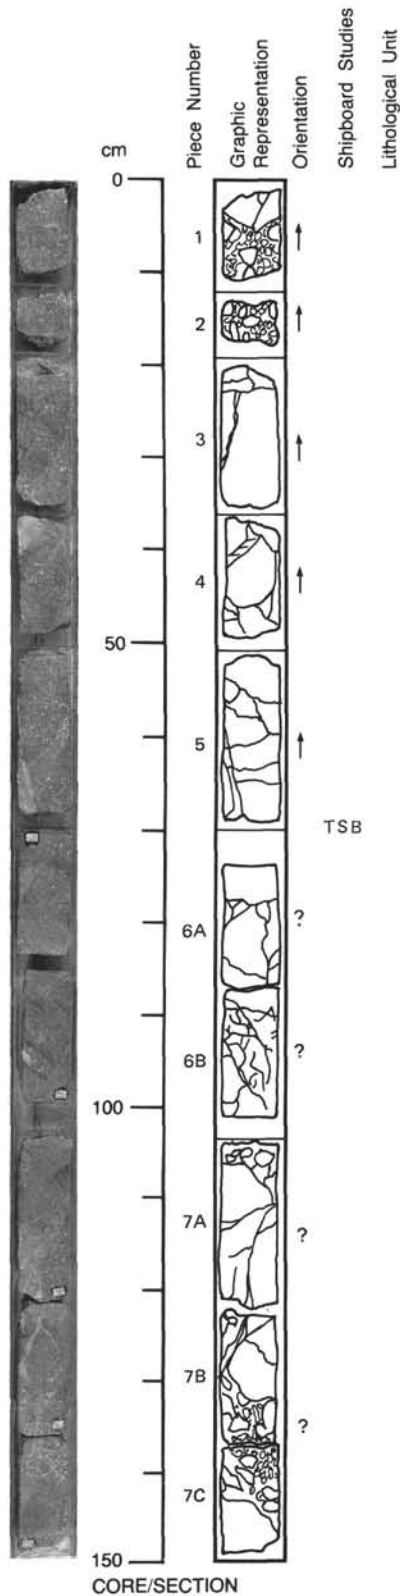 cm
Piece Number
Graphic
Representation
Orientation
Shipboard Studies
Lithological Unit
0
1
2
3
4
50
5
TSB
6A
?
6B
?
100
7A
?
7B
?
7C
150
CORE/SECTION